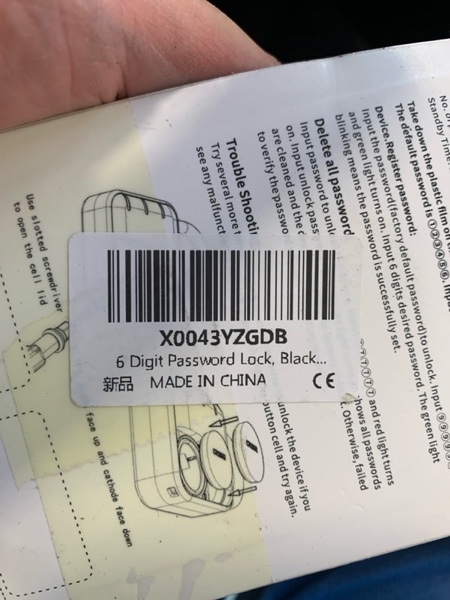 X0043YZGDB
6 Digit Password Lock, Black...
新品 MADE IN CHINA CE
No. of
Standby Time:
Take down the plastic film
The default password is ①②③④⑤⑥.
Device.Register password:
Input the password(factory default password)to unlock. Input ⑨⑨⑨⑨
and green light turns on. Input 6 digits desired password. The green light
blinking means the password is successfully set.
Delete all password
Input password to unl
on. Input unlock pass
and red light turns
are cleaned and the
hows all passwords
to verify the passwo
. Otherwise, failed
Trouble Shooti
Try several more t
unlock the device if you
see any malfunct
button cell and try again.
Use slotted screwdriver
to open the cell lid
face up and cathode face down